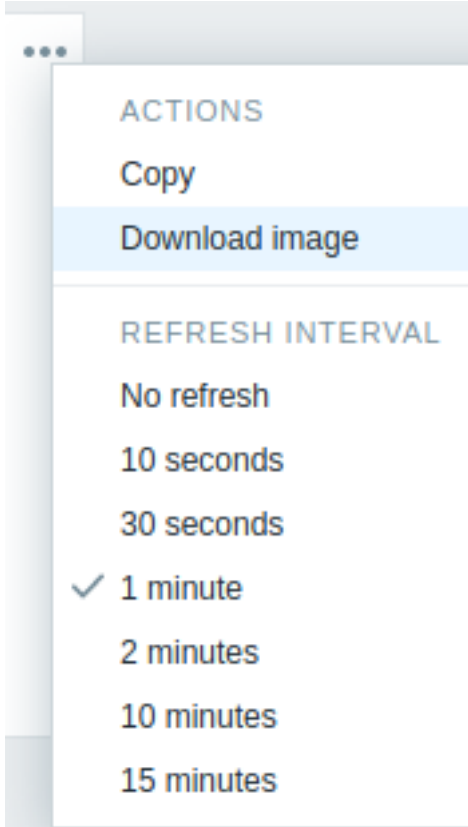 ACTIONS
Copy
Download image
REFRESH INTERVAL
No refresh
10 seconds
30 seconds
1 minute
2 minutes
10 minutes
15 minutes